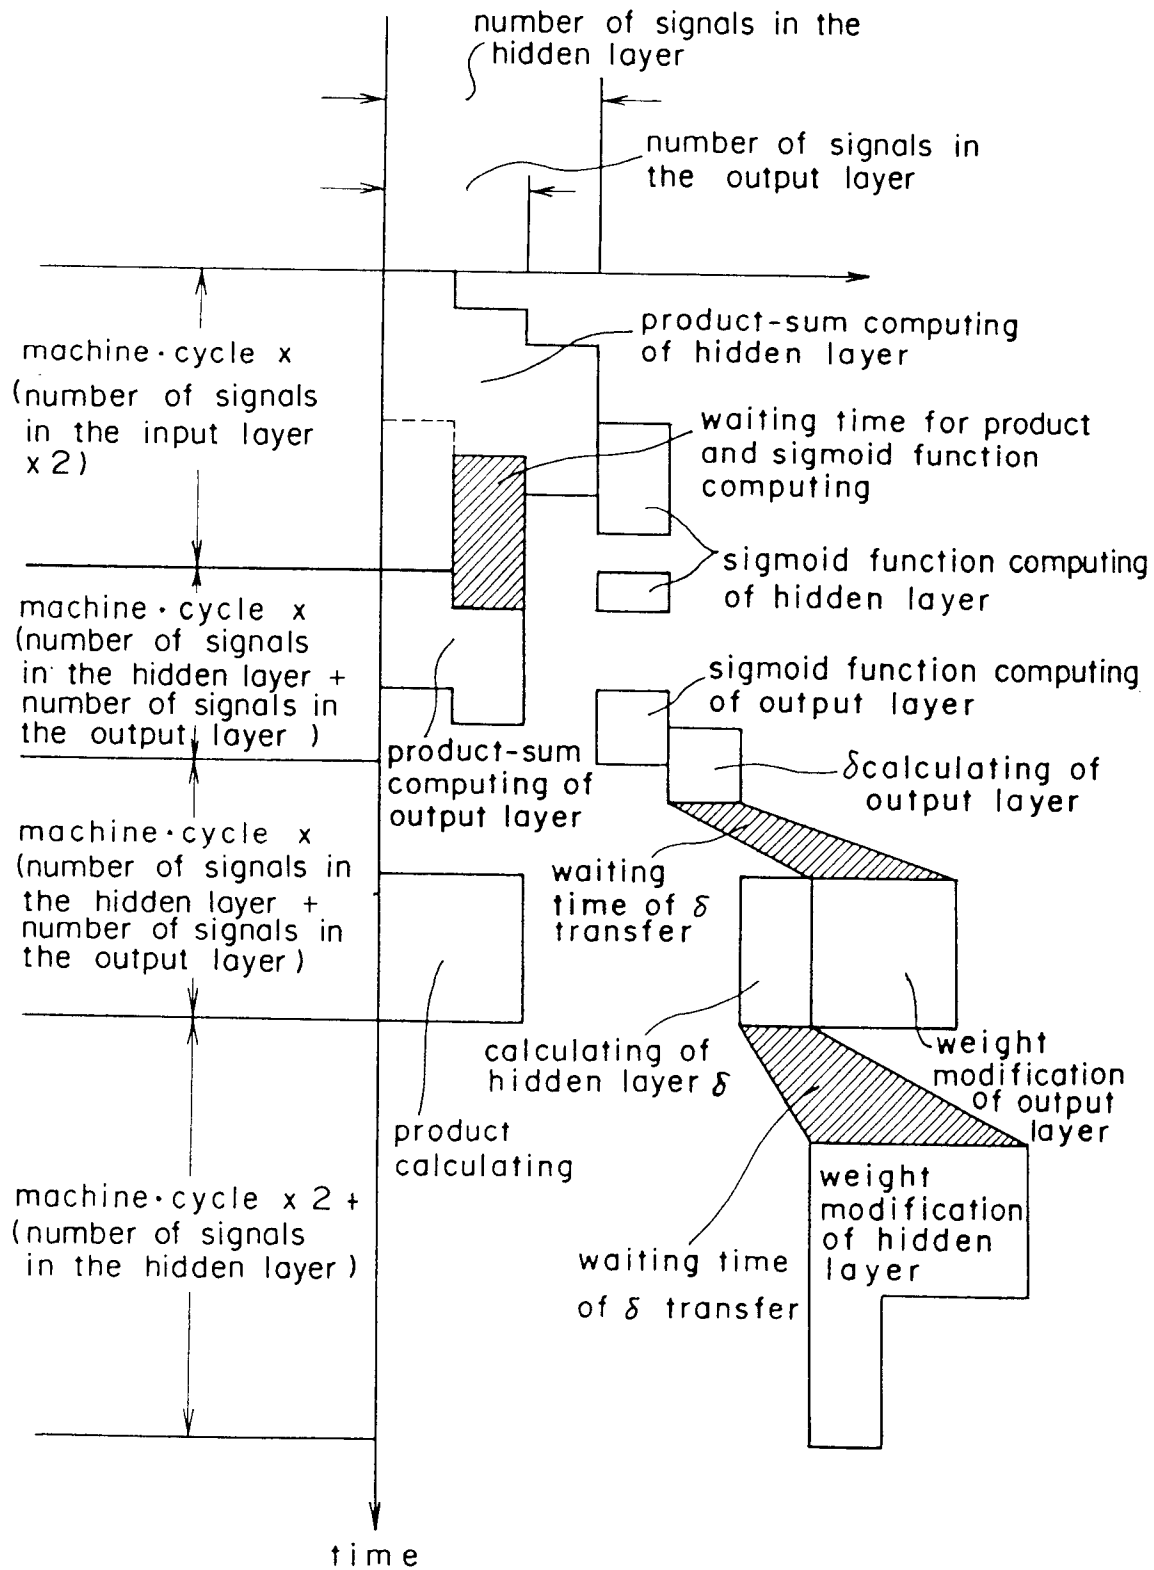 number of signals in the
hidden layer
number of signals in
the output layer
machine·cycle x
(number of signals
in the input layer
x 2)
product-sum computing
of hidden layer
waiting time for product
and sigmoid function
computing
sigmoid function computing
of hidden layer
machine·cycle x
(number of signals
in the hidden layer +
number of signals in
the output layer )
sigmoid function computing
of output layer
product-sum
computing of
output layer
δcalculating of
output layer
machine·cycle x
(number of signals in
the hidden layer +
number of signals in
the output layer)
waiting
time of δ
transfer
calculating of
hidden layer δ
weight
modification
of output
layer
product
calculating
machine·cycle x 2 +
(number of signals
in the hidden layer )
weight
modification
of hidden
layer
waiting time
of δ transfer
time